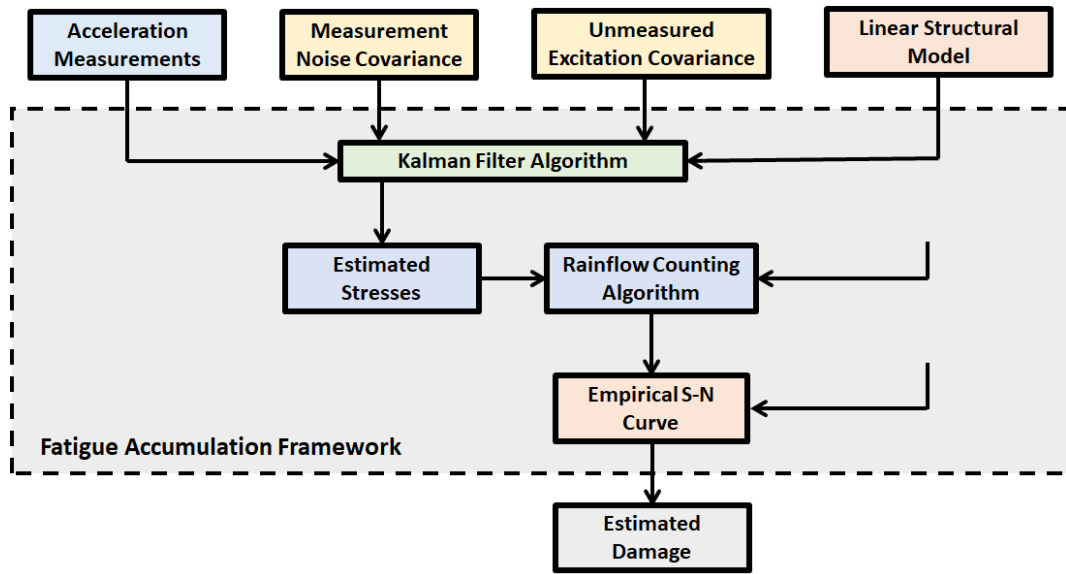 Acceleration
Measurements
Measurement
Noise Covariance
Unmeasured
Excitation Covariance
Linear Structural
Model
Kalman Filter Algorithm
Estimated
Stresses
Rainflow Counting
Algorithm
Empirical S-N
Curve
Fatigue Accumulation Framework
Estimated
Damage